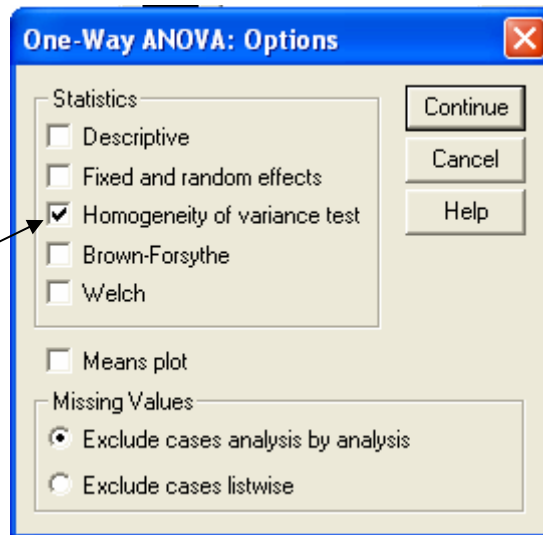 One-Way ANOVA: Options
Statistics
Descriptive
Fixed and random effects
Homogeneity of variance test
Brown-Forsythe
Welch
Means plot
Missing Values
Exclude cases analysis by analysis
Exclude cases listwise
Continue
Cancel
Help